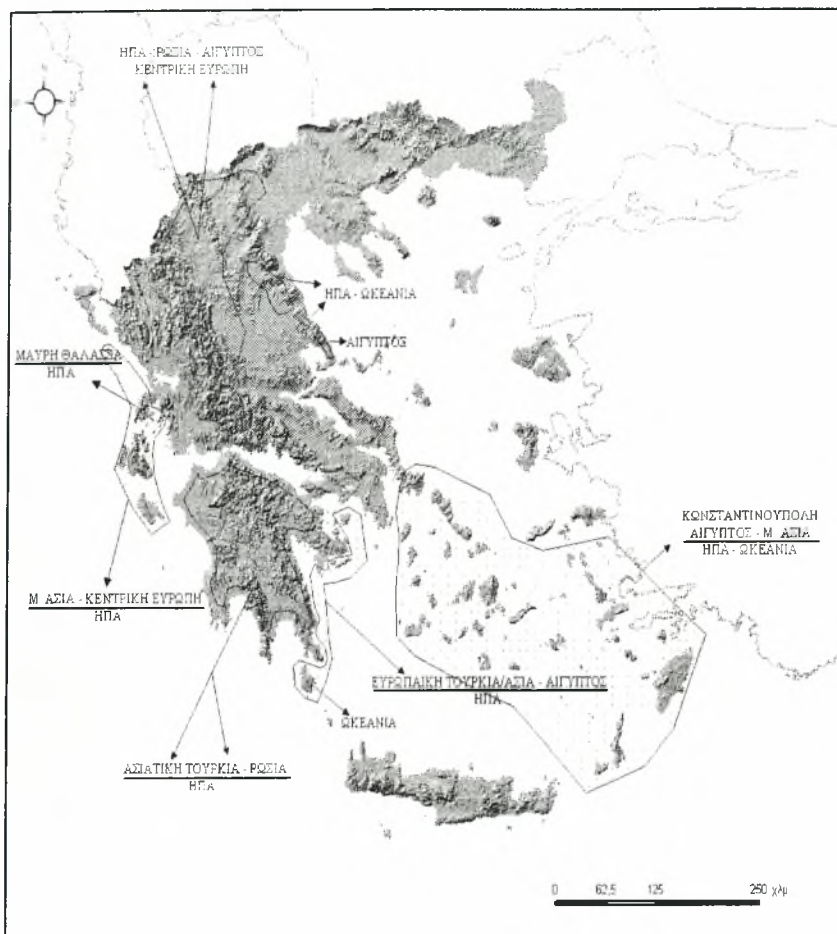 ΗΠΑ - ΡΩΣΙΑ - ΑΙΓΥΠΤΟΣ
ΚΕΝΤΡΙΚΗ ΕΥΡΩΠΗ
ΗΠΑ - ΩΚΕΑΝΙΑ
ΑΙΓΥΠΤΟΣ
ΜΑΥΡΗ ΘΑΛΑΣΣΑ
ΗΠΑ
ΚΩΝΣΤΑΝΤΙΝΟΥΠΟΛΗ
ΑΙΓΥΠΤΟΣ - Μ ΑΣΙΑ
ΗΠΑ - ΩΚΕΑΝΙΑ
Μ ΑΣΙΑ - ΚΕΝΤΡΙΚΗ ΕΥΡΩΠΗ
ΗΠΑ
ΕΥΡΩΠΑΙΚΗ ΤΟΥΡΚΙΑ/ΑΣΙΑ - ΑΙΓΥΠΤΟΣ
ΗΠΑ
ΩΚΕΑΝΙΑ
ΑΣΙΑΤΙΚΗ ΤΟΥΡΚΙΑ - ΡΩΣΙΑ
ΗΠΑ
0 62,5 125 250 χλμ